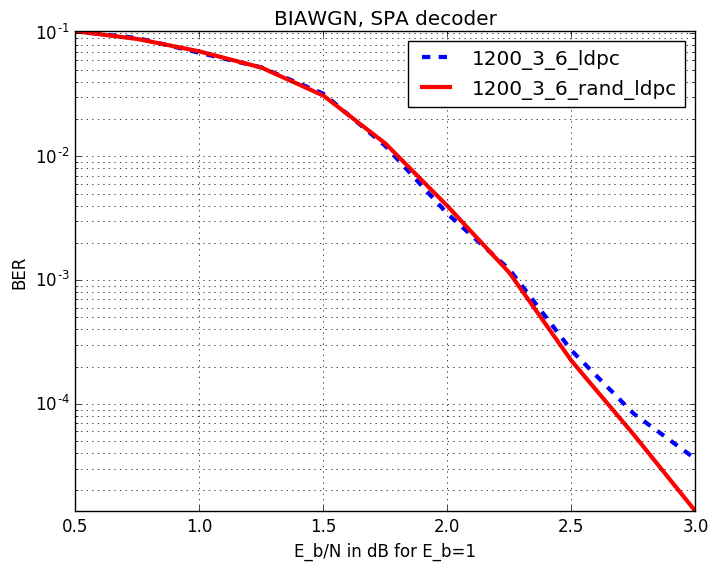 BIAWGN, SPA decoder
1200_3_6_ldpc
1200_3_6_rand_ldpc
10^-1
10^-2
10^-3
10^-4
BER
0.5 1.0 1.5 2.0 2.5 3.0
E_b/N in dB for E_b=1